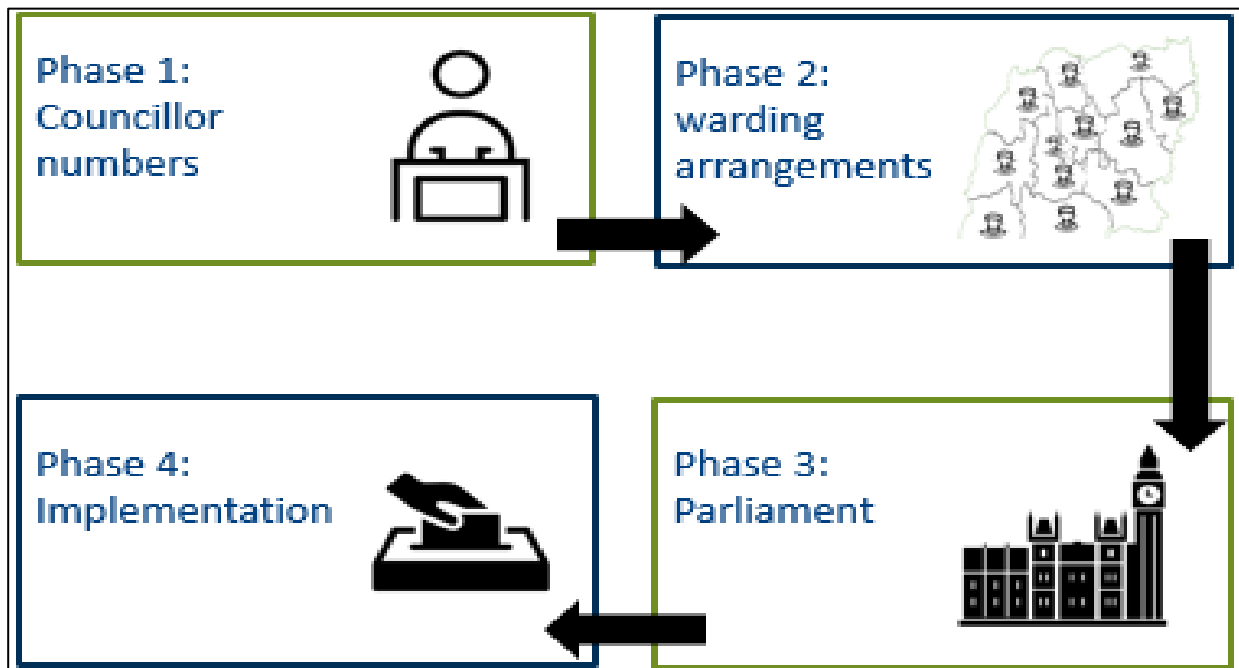 Phase 1:
Councillor
numbers
Phase 2:
warding
arrangements
Phase 3:
Parliament
Phase 4:
Implementation